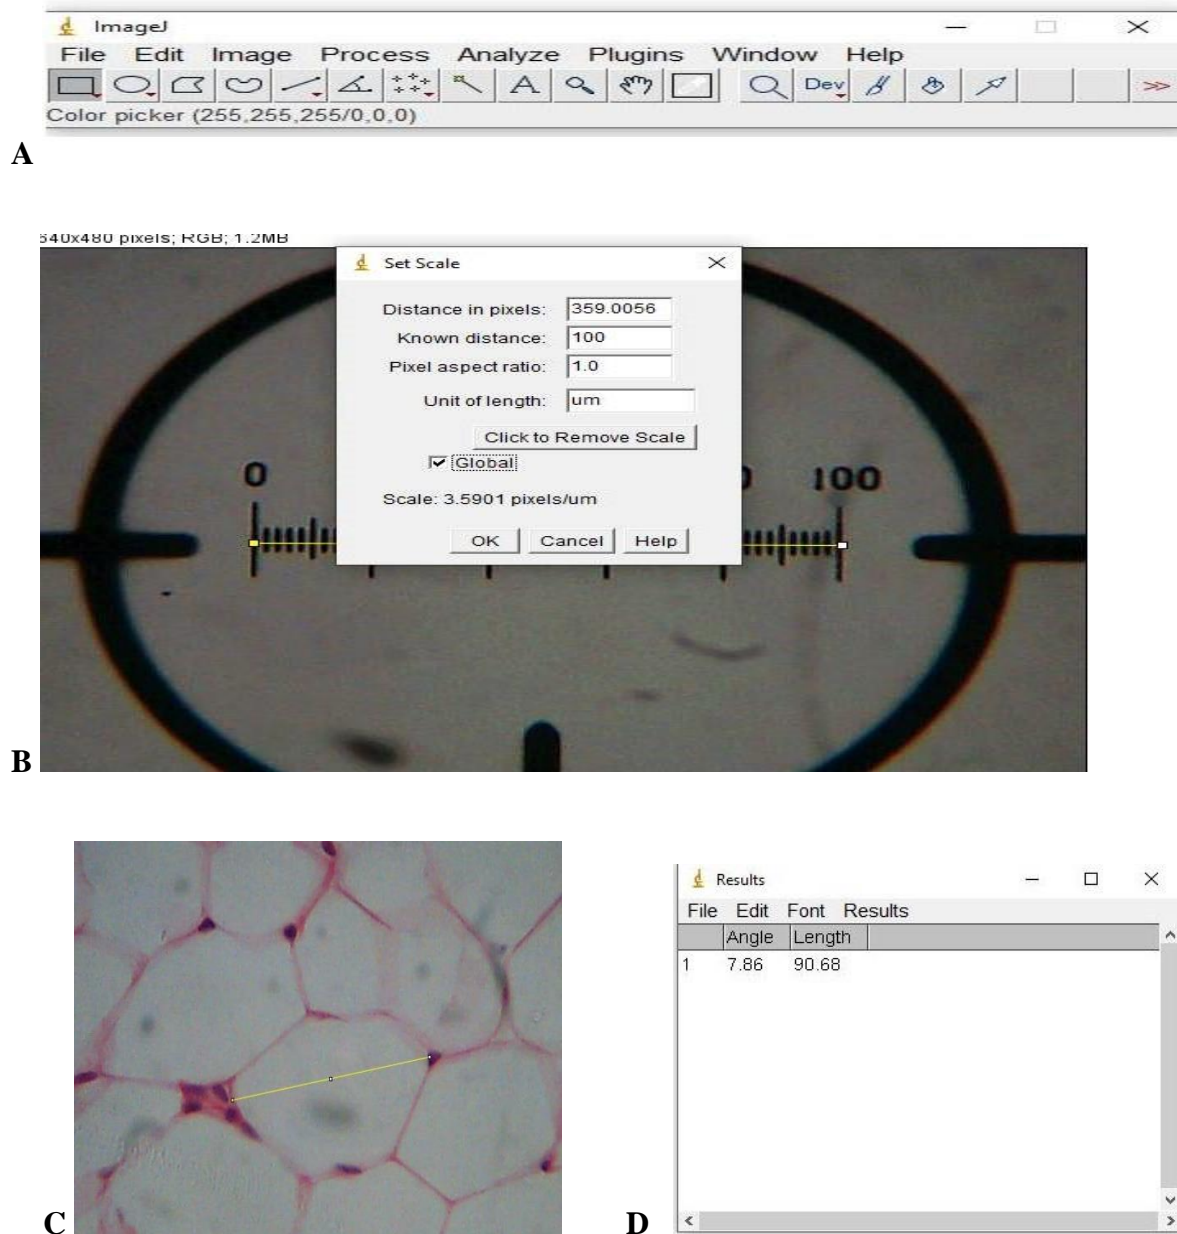 ImageJ
File Edit Image Process Analyze Plugins Window Help
A Dev >>
Color picker (255,255,255/0,0,0)
A
640x480 pixels; RGB; 1.2MB
Set Scale
Distance in pixels: 359.0056
Known distance: 100
Pixel aspect ratio: 1.0
Unit of length: um
Click to Remove Scale
Global
0 100
Scale: 3.5901 pixels/um
OK Cancel Help
B
Results
File Edit Font Results
Angle Length
1 7.86 90.68
C
D